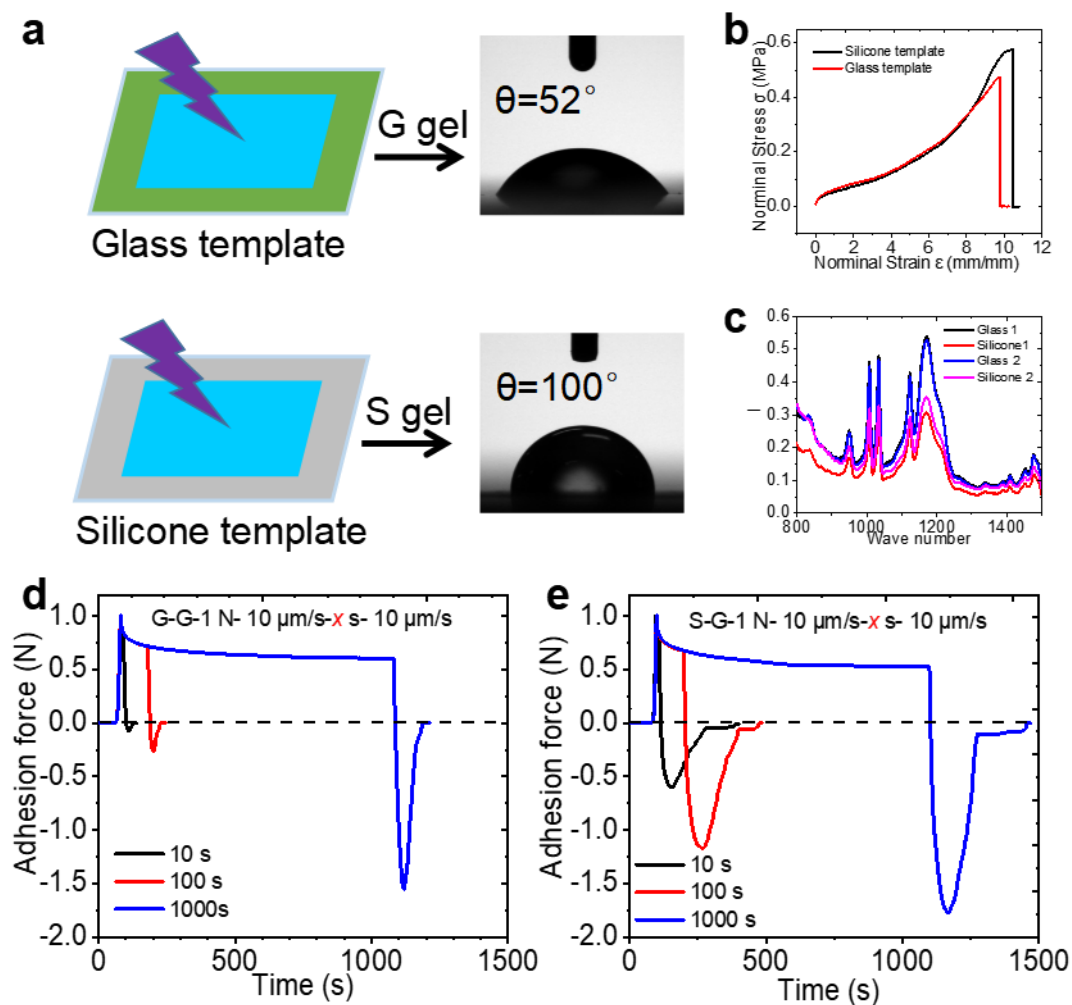 a
G gel
θ=52°
Glass template
S gel
θ=100°
Silicone template
b
Norminal Stress σ (MPa)
0.6
0.4
0.2
0.0
Silicone template
Glass template
0 2 4 6 8 10 12
Norminal Strain ε (mm/mm)
c
I
0.6
0.5
0.4
0.3
0.2
0.1
0.0
Glass 1
Silicone1
Glass 2
Silicone 2
800 1000 1200 1400
Wave number
d
Adhesion force (N)
1.0
0.5
0.0
-0.5
-1.0
-1.5
-2.0
G-G-1 N- 10 μm/s-x s- 10 μm/s
10 s
100 s
1000s
0 500 1000 1500
Time (s)
e
Adhesion force (N)
1.0
0.5
0.0
-0.5
-1.0
-1.5
-2.0
S-G-1 N- 10 μm/s-x s- 10 μm/s
10 s
100 s
1000 s
0 500 1000 1500
Time (s)